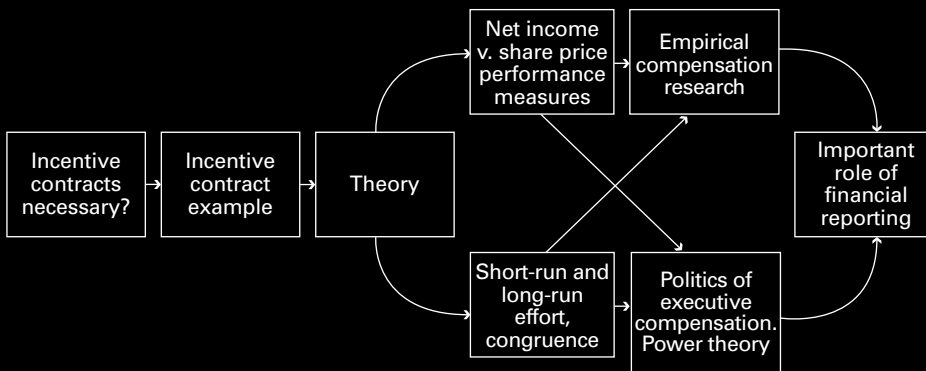 Incentive
contracts
necessary?
Incentive
contract
example
Theory
Net income
v. share price
performance
measures
Empirical
compensation
research
Short-run and
long-run
effort,
congruence
Politics of
executive
compensation.
Power theory
Important
role of
financial
reporting